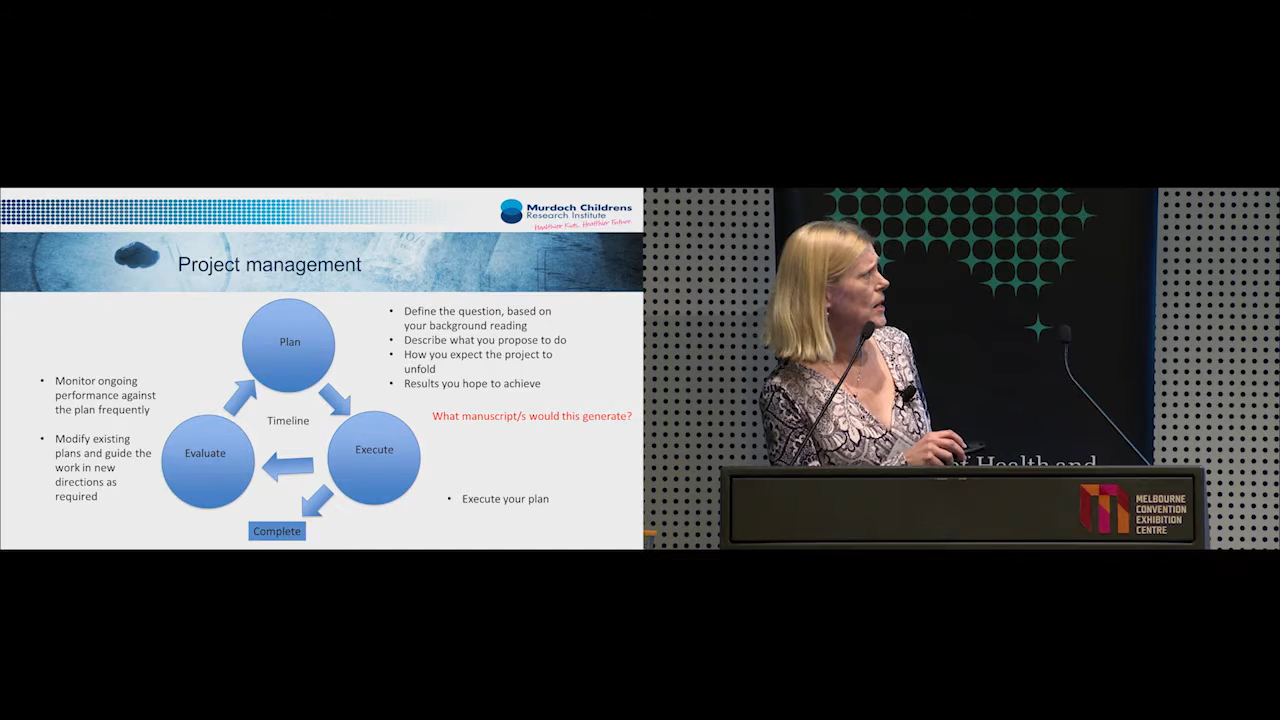 Murdoch Childrens
Research Institute
Healthier Kids. Healthier Future
Project management
Plan
• Define the question, based on
your background reading
• Describe what you propose to do
• How you expect the project to
unfold
• Results you hope to achieve
What manuscript/s would this generate?
• Monitor ongoing
performance against
the plan frequently
• Modify existing
plans and guide the
work in new
directions as
required
Timeline
Evaluate
Execute
• Execute your plan
Complete
of Health and
MELBOURNE
CONVENTION
EXHIBITION
CENTRE